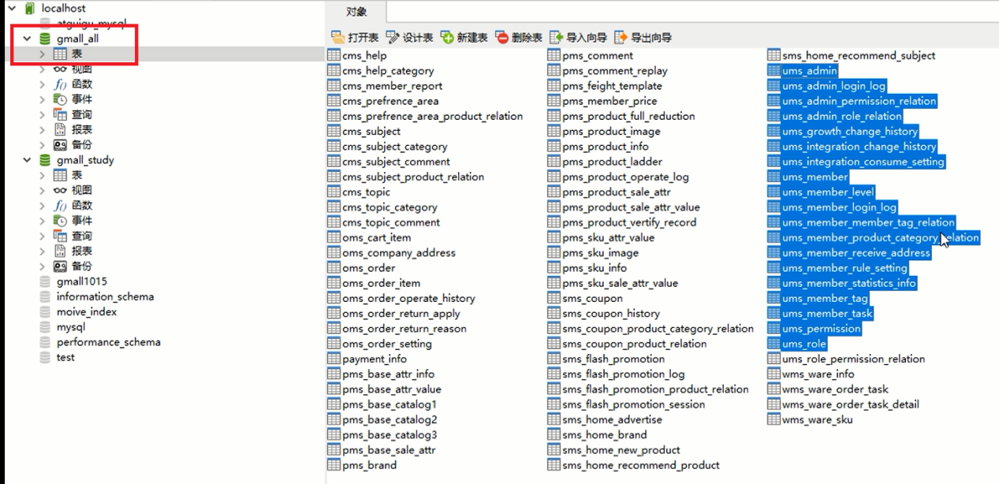 localhost
atguigu_mysql
gmall_all
表
视图
函数
事件
查询
报表
备份
gmall_study
表
视图
函数
事件
查询
报表
备份
gmall1015
information_schema
moive_index
mysql
performance_schema
test
对象
打开表 设计表 新建表 删除表 导入向导 导出向导
cms_help
cms_help_category
cms_member_report
cms_prefrence_area
cms_prefrence_area_product_relation
cms_subject
cms_subject_category
cms_subject_comment
cms_subject_product_relation
cms_topic
cms_topic_category
cms_topic_comment
oms_cart_item
oms_company_address
oms_order
oms_order_item
oms_order_operate_history
oms_order_return_apply
oms_order_return_reason
oms_order_setting
payment_info
pms_base_attr_info
pms_base_attr_value
pms_base_catalog1
pms_base_catalog2
pms_base_catalog3
pms_base_sale_attr
pms_brand
pms_comment
pms_comment_replay
pms_feight_template
pms_member_price
pms_product_full_reduction
pms_product_image
pms_product_info
pms_product_ladder
pms_product_operate_log
pms_product_sale_attr
pms_product_sale_attr_value
pms_product_vertify_record
pms_sku_attr_value
pms_sku_image
pms_sku_info
pms_sku_sale_attr_value
sms_coupon
sms_coupon_history
sms_coupon_product_category_relation
sms_coupon_product_relation
sms_flash_promotion
sms_flash_promotion_log
sms_flash_promotion_product_relation
sms_flash_promotion_session
sms_home_advertise
sms_home_brand
sms_home_new_product
sms_home_recommend_product
sms_home_recommend_subject
ums_admin
ums_admin_login_log
ums_admin_permission_relation
ums_admin_role_relation
ums_growth_change_history
ums_integration_change_history
ums_integration_consume_setting
ums_member
ums_member_level
ums_member_login_log
ums_member_member_tag_relation
ums_member_product_category_relation
ums_member_receive_address
ums_member_rule_setting
ums_member_statistics_info
ums_member_tag
ums_member_task
ums_permission
ums_role
ums_role_permission_relation
wms_ware_info
wms_ware_order_task
wms_ware_order_task_detail
wms_ware_sku